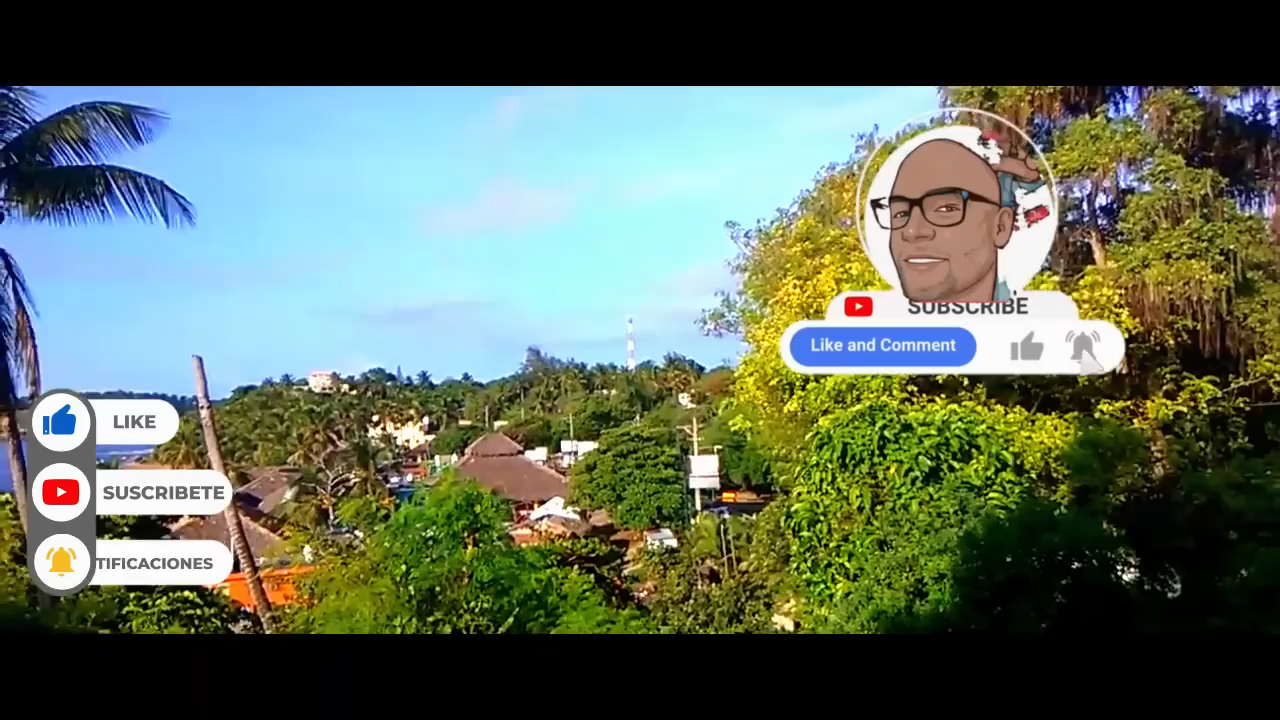 SUBSCRIBE
Like and Comment
LIKE
SUSCRIBETE
TIFICACIONES